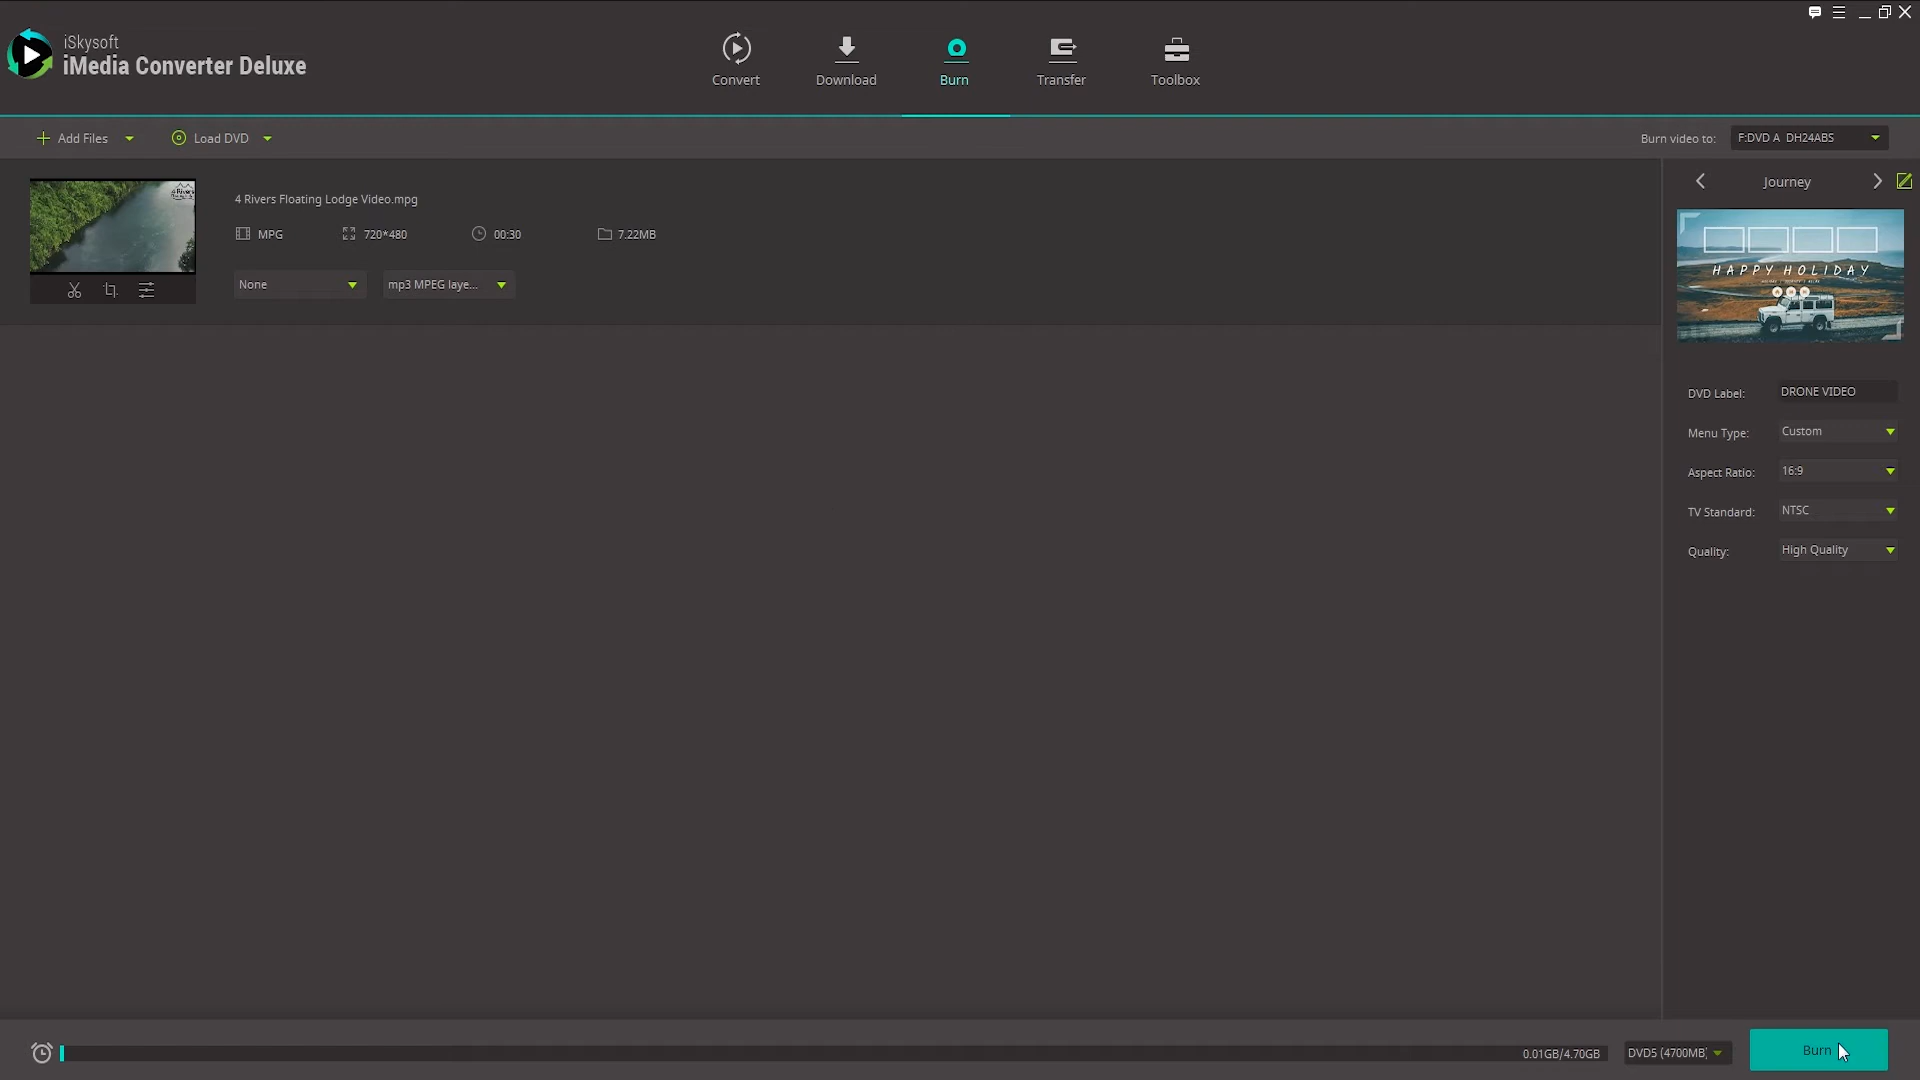 iSkysoft
iMedia Converter Deluxe
Convert
Download
Burn
Transfer
Toolbox
Add Files
Load DVD
Burn video to:
F:DVD A DH24ABS
4 Rivers
4 Rivers Floating Lodge Video.mpg
MPG
720*480
00:30
7.22MB
None
mp3 MPEG laye...
Journey
HAPPY HOLIDAY
DVD Label:
DRONE VIDEO
Menu Type:
Custom
Aspect Ratio:
16:9
TV Standard:
NTSC
Quality:
High Quality
0.01GB/4.70GB
DVD5 (4700MB)
Burn